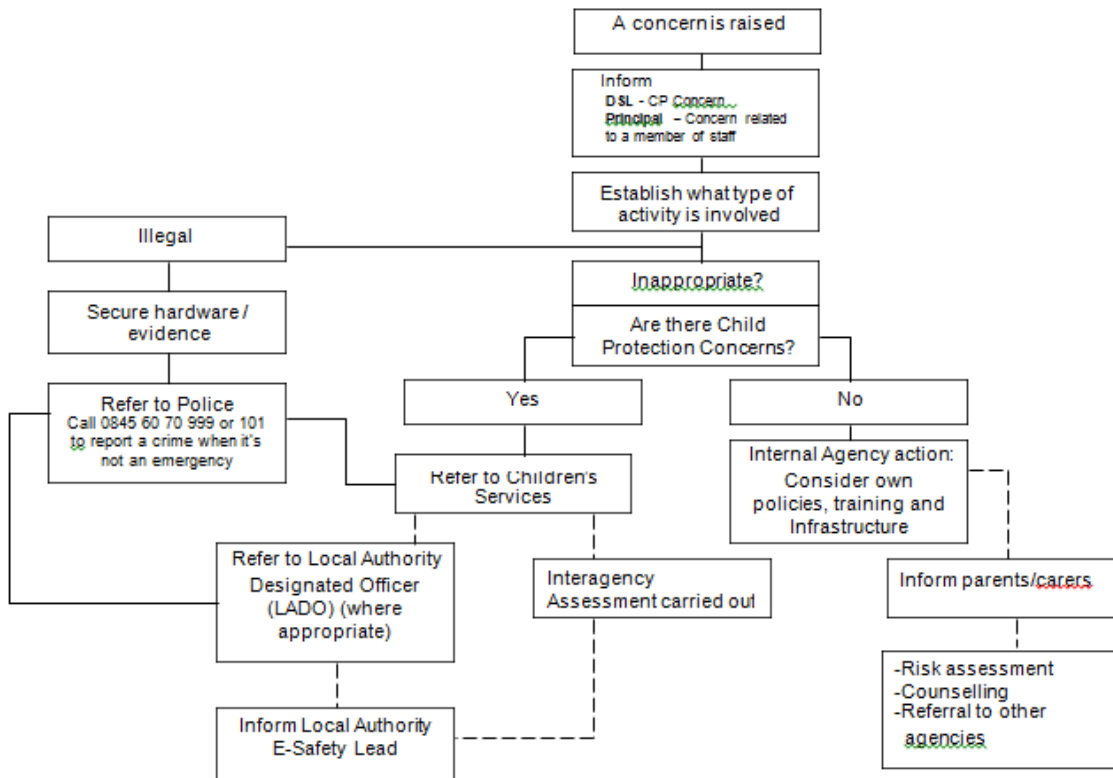 A concern is raised
Inform
DSL - CP Concern
Principal – Concern related
to a member of staff
Establish what type of
activity is involved
Illegal
Inappropriate?
Secure hardware /
evidence
Are there Child
Protection Concerns?
Refer to Police
Call 0845 60 70 999 or 101
to report a crime when it's
not an emergency
Yes
No
Refer to Children's
Services
Internal Agency action:
Consider own
policies, training and
Infrastructure
Refer to Local Authority
Designated Officer
(LADO) (where
appropriate)
Interagency
Assessment carried out
Inform parents/carers
-Risk assessment
-Counselling
-Referral to other
agencies
Inform Local Authority
E-Safety Lead